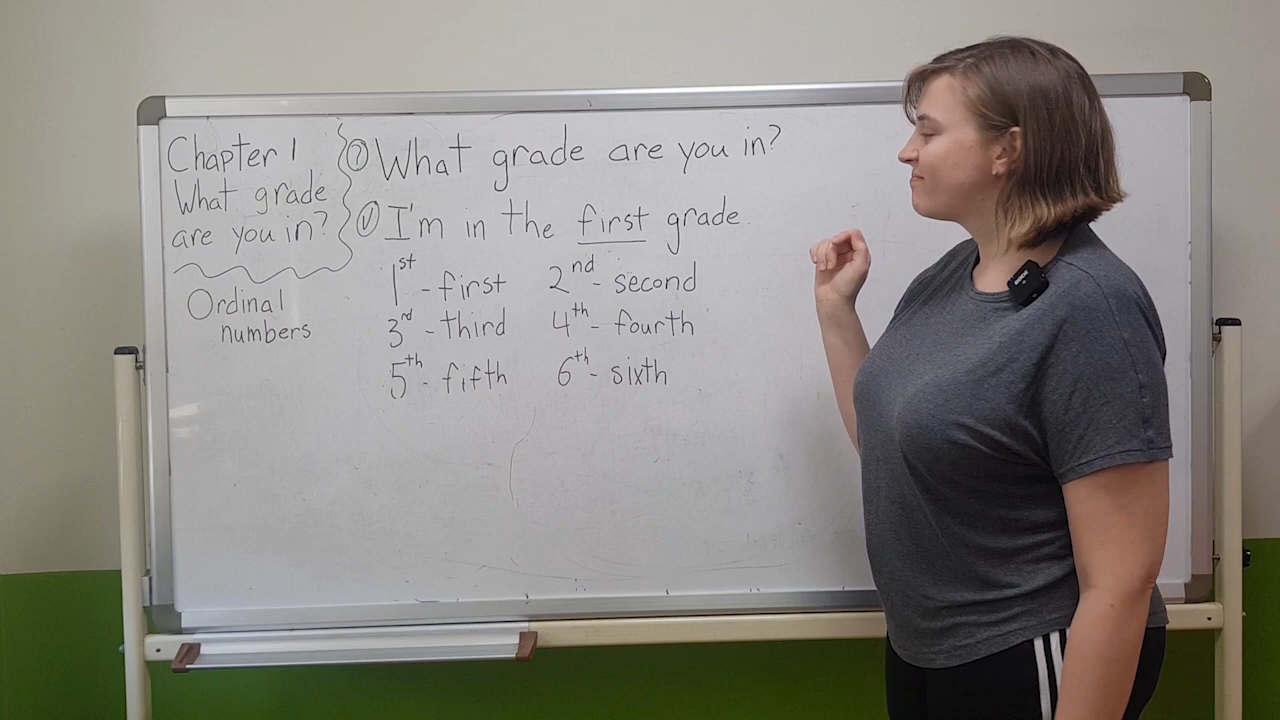 Chapter 1
What grade
are you in?
Ordinal
numbers
? What grade are you in?
I'm in the first grade.
1st - first 2nd - second
3rd - third 4th - fourth
5th - fifth 6th - sixth